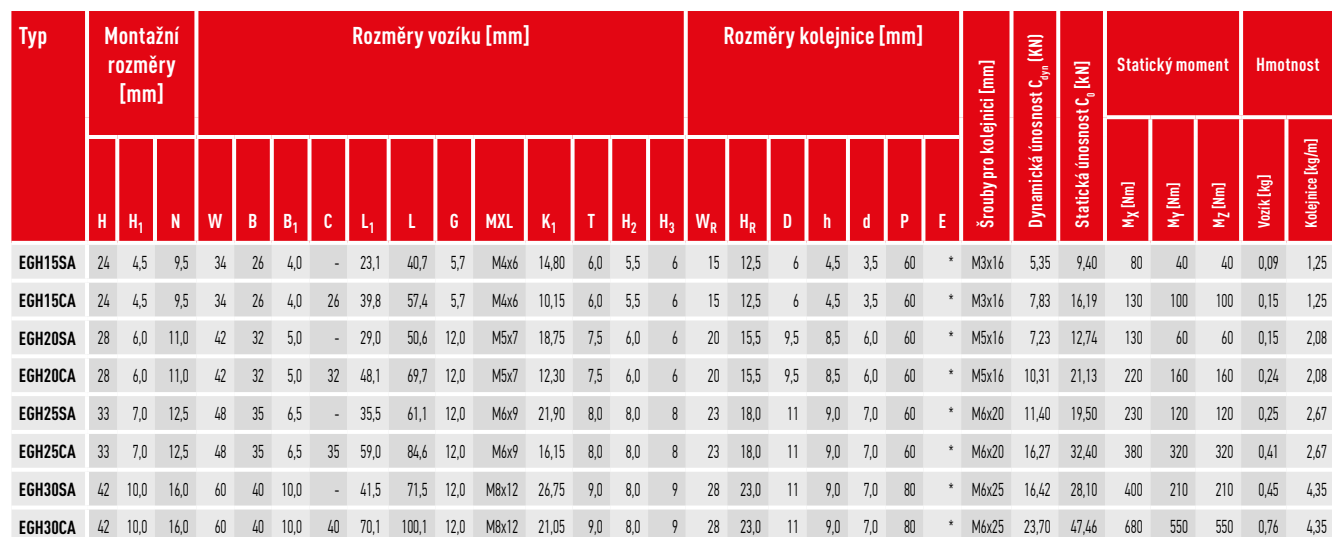 Typ Montážní rozměry [mm] Rozměry vozíku [mm] Rozměry kolejnice [mm] Šrouby pro kolejnici [mm] Dynamická únosnost C dyn (KN) Statická únosnost C0 [kN] Statický moment Hmotnost
H H1 N W B B1 C L1 L G MXL K1 T H2 H3 WR HR D h d P E MX [Nm] MY [Nm] MZ [Nm] Vozík [kg] Kolejnice [kg/m]
EGH15SA 24 4,5 9,5 34 26 4,0 - 23,1 40,7 5,7 M4x6 14,80 6,0 5,5 6 15 12,5 6 4,5 3,5 60 * M3x16 5,35 9,40 80 40 40 0,09 1,25
EGH15CA 24 4,5 9,5 34 26 4,0 26 39,8 57,4 5,7 M4x6 10,15 6,0 5,5 6 15 12,5 6 4,5 3,5 60 * M3x16 7,83 16,19 130 100 100 0,15 1,25
EGH20SA 28 6,0 11,0 42 32 5,0 - 29,0 50,6 12,0 M5x7 18,75 7,5 6,0 6 20 15,5 9,5 8,5 6,0 60 * M5x16 7,23 12,74 130 60 60 0,15 2,08
EGH20CA 28 6,0 11,0 42 32 5,0 32 48,1 69,7 12,0 M5x7 12,30 7,5 6,0 6 20 15,5 9,5 8,5 6,0 60 * M5x16 10,31 21,13 220 160 160 0,24 2,08
EGH25SA 33 7,0 12,5 48 35 6,5 - 35,5 61,1 12,0 M6x9 21,90 8,0 8,0 8 23 18,0 11 9,0 7,0 60 * M6x20 11,40 19,50 230 120 120 0,25 2,67
EGH25CA 33 7,0 12,5 48 35 6,5 35 59,0 84,6 12,0 M6x9 16,15 8,0 8,0 8 23 18,0 11 9,0 7,0 60 * M6x20 16,27 32,40 380 320 320 0,41 2,67
EGH30SA 42 10,0 16,0 60 40 10,0 - 41,5 71,5 12,0 M8x12 26,75 9,0 8,0 9 28 23,0 11 9,0 7,0 80 * M6x25 16,42 28,10 400 210 210 0,45 4,35
EGH30CA 42 10,0 16,0 60 40 10,0 40 70,1 100,1 12,0 M8x12 21,05 9,0 8,0 9 28 23,0 11 9,0 7,0 80 * M6x25 23,70 47,46 680 550 550 0,76 4,35